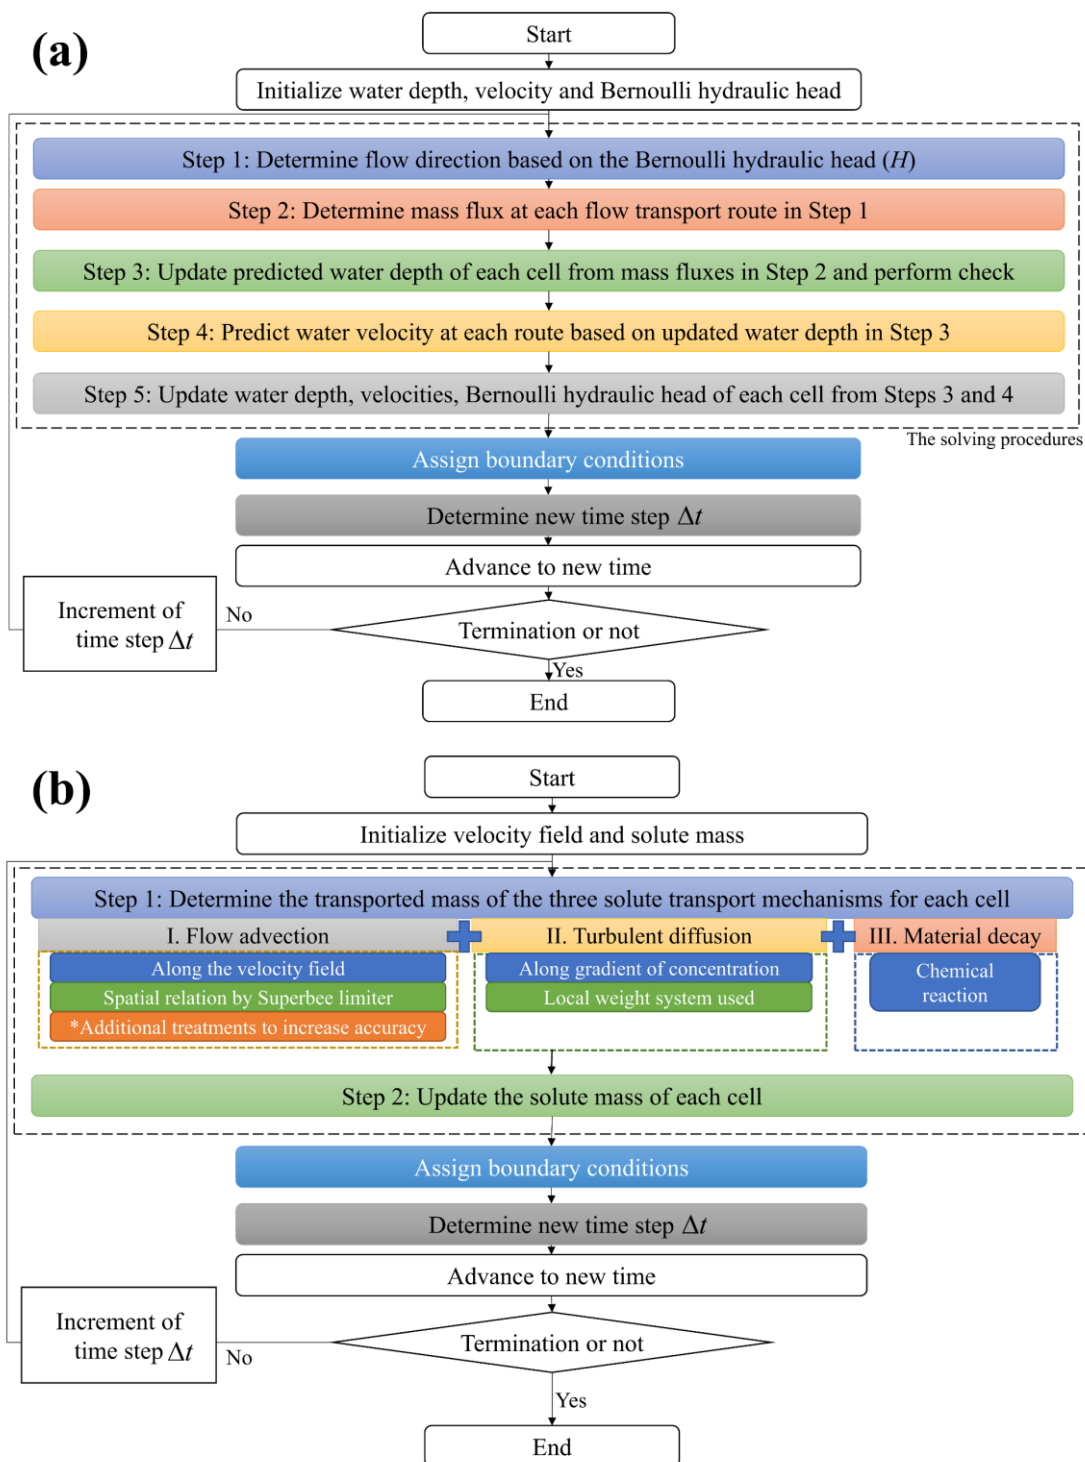 (a)
Start
Initialize water depth, velocity and Bernoulli hydraulic head
Step 1: Determine flow direction based on the Bernoulli hydraulic head (H)
Step 2: Determine mass flux at each flow transport route in Step 1
Step 3: Update predicted water depth of each cell from mass fluxes in Step 2 and perform check
Step 4: Predict water velocity at each route based on updated water depth in Step 3
Step 5: Update water depth, velocities, Bernoulli hydraulic head of each cell from Steps 3 and 4
The solving procedures
Assign boundary conditions
Determine new time step Δt
Advance to new time
Increment of
time step Δt
No
Termination or not
Yes
End
(b)
Start
Initialize velocity field and solute mass
Step 1: Determine the transported mass of the three solute transport mechanisms for each cell
I. Flow advection
II. Turbulent diffusion
III. Material decay
Along the velocity field
Spatial relation by Superbee limiter
*Additional treatments to increase accuracy
Along gradient of concentration
Local weight system used
Chemical
reaction
Step 2: Update the solute mass of each cell
Assign boundary conditions
Determine new time step Δt
Advance to new time
Increment of
time step Δt
No
Termination or not
Yes
End